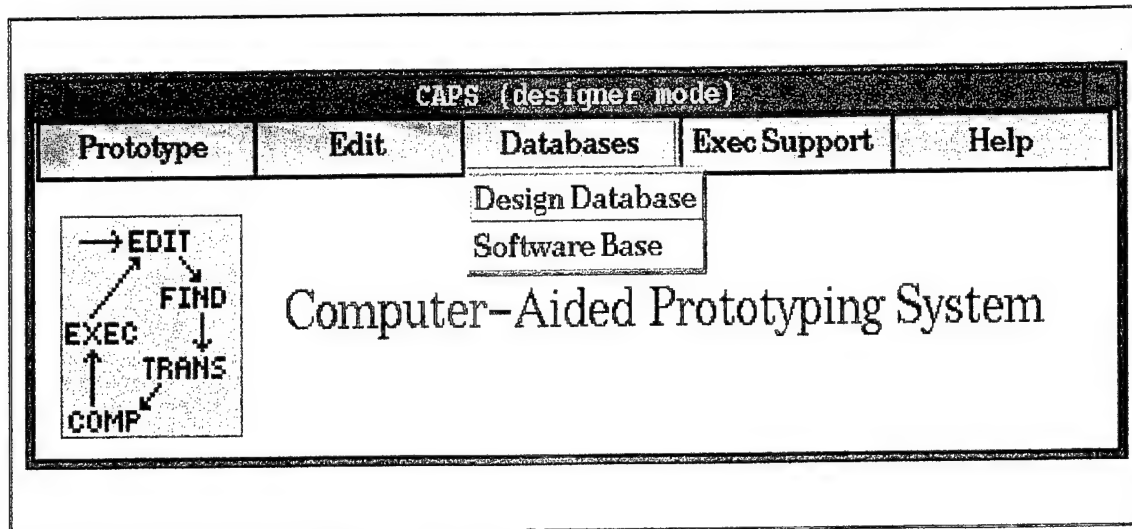 CAPS (designer mode)
Prototype Edit Databases Exec Support Help
Design Database
Software Base
EDIT
FIND
EXEC
TRANS
COMP
Computer-Aided Prototyping System